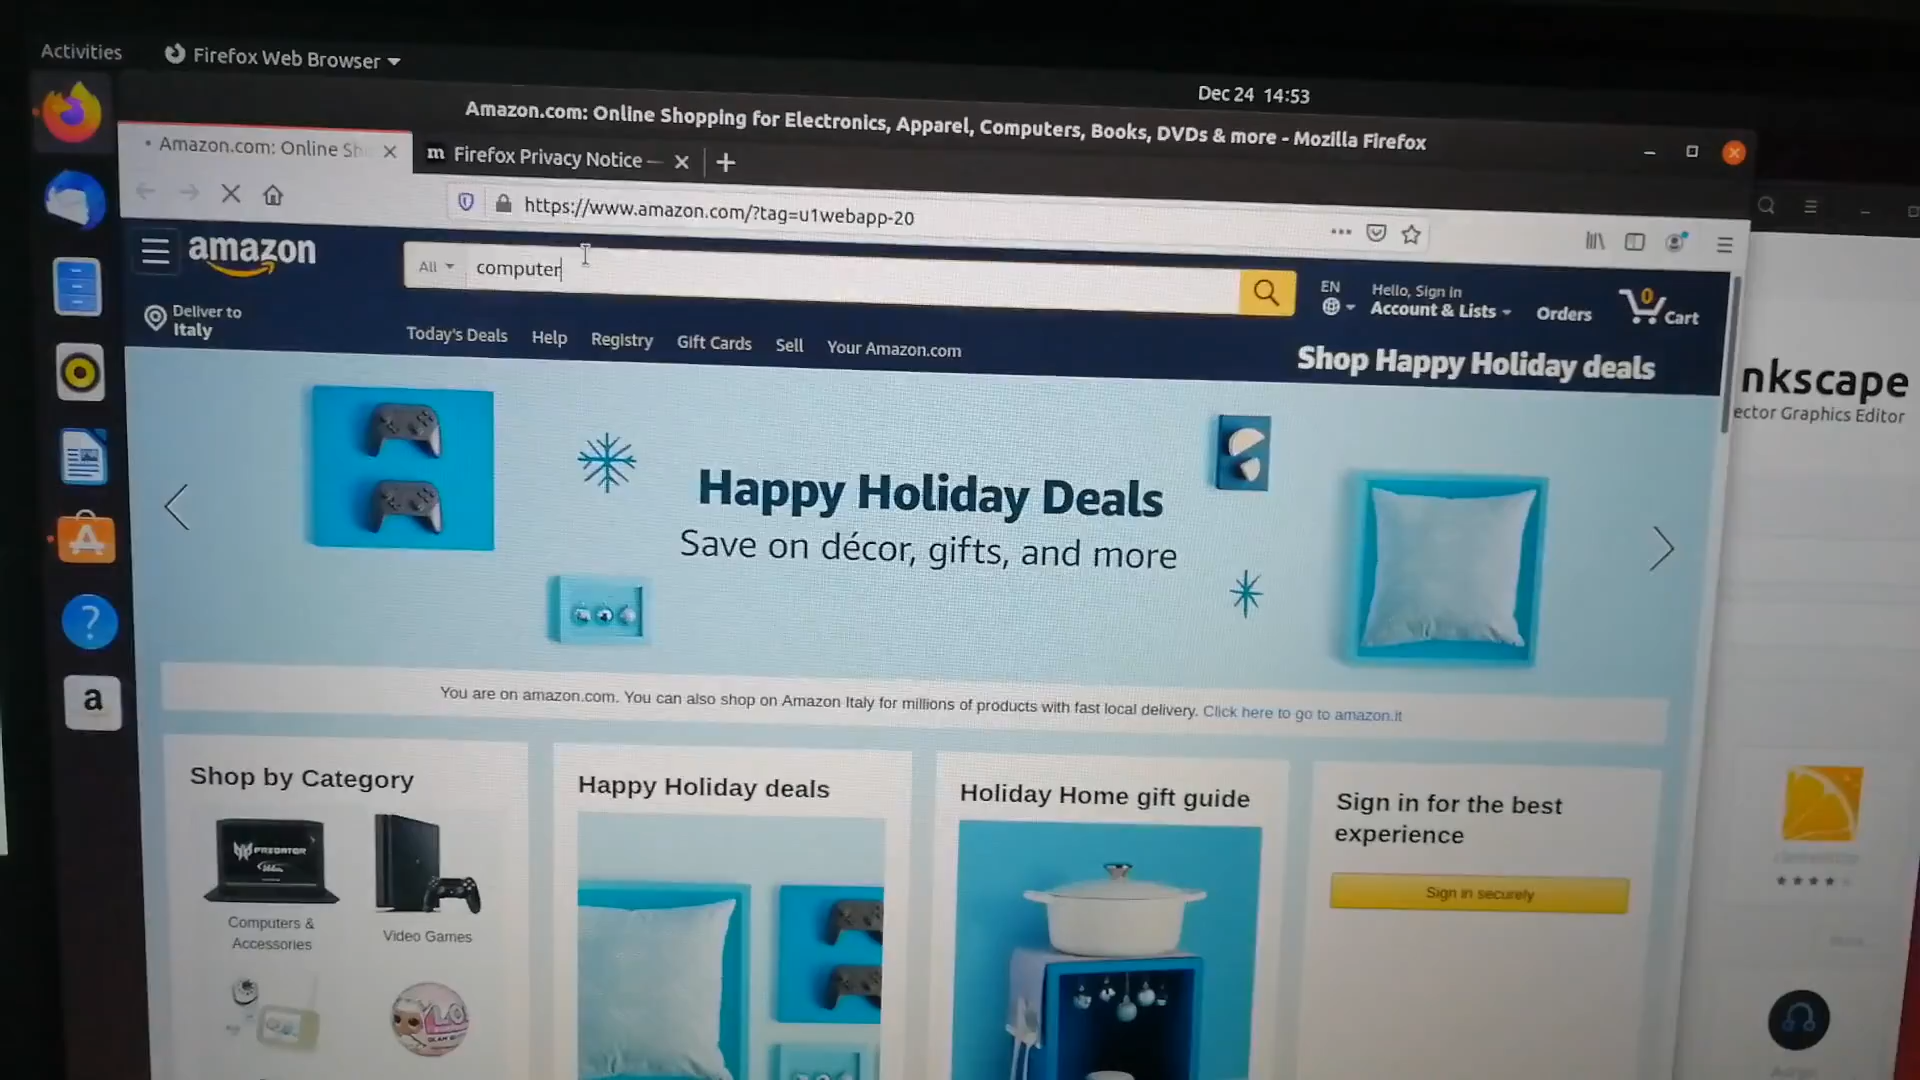 Activities
Firefox Web Browser
Dec 24 14:53
Amazon.com: Online Shopping for Electronics, Apparel, Computers, Books, DVDs & more - Mozilla Firefox
Amazon.com: Online Sh
m Firefox Privacy Notice —
https://www.amazon.com/?tag=u1webapp-20
amazon
All
computer
EN
Hello, Sign in
Account & Lists
Orders
0
Cart
Deliver to
Italy
Today's Deals
Help
Registry
Gift Cards
Sell
Your Amazon.com
Shop Happy Holiday deals
nkscape
ector Graphics Editor
Happy Holiday Deals
Save on décor, gifts, and more
a
You are on amazon.com. You can also shop on Amazon Italy for millions of products with fast local delivery. Click here to go to amazon.it
Shop by Category
PREDATOR
Computers &
Accessories
Video Games
Happy Holiday deals
Holiday Home gift guide
Sign in for the best
experience
Sign in securely